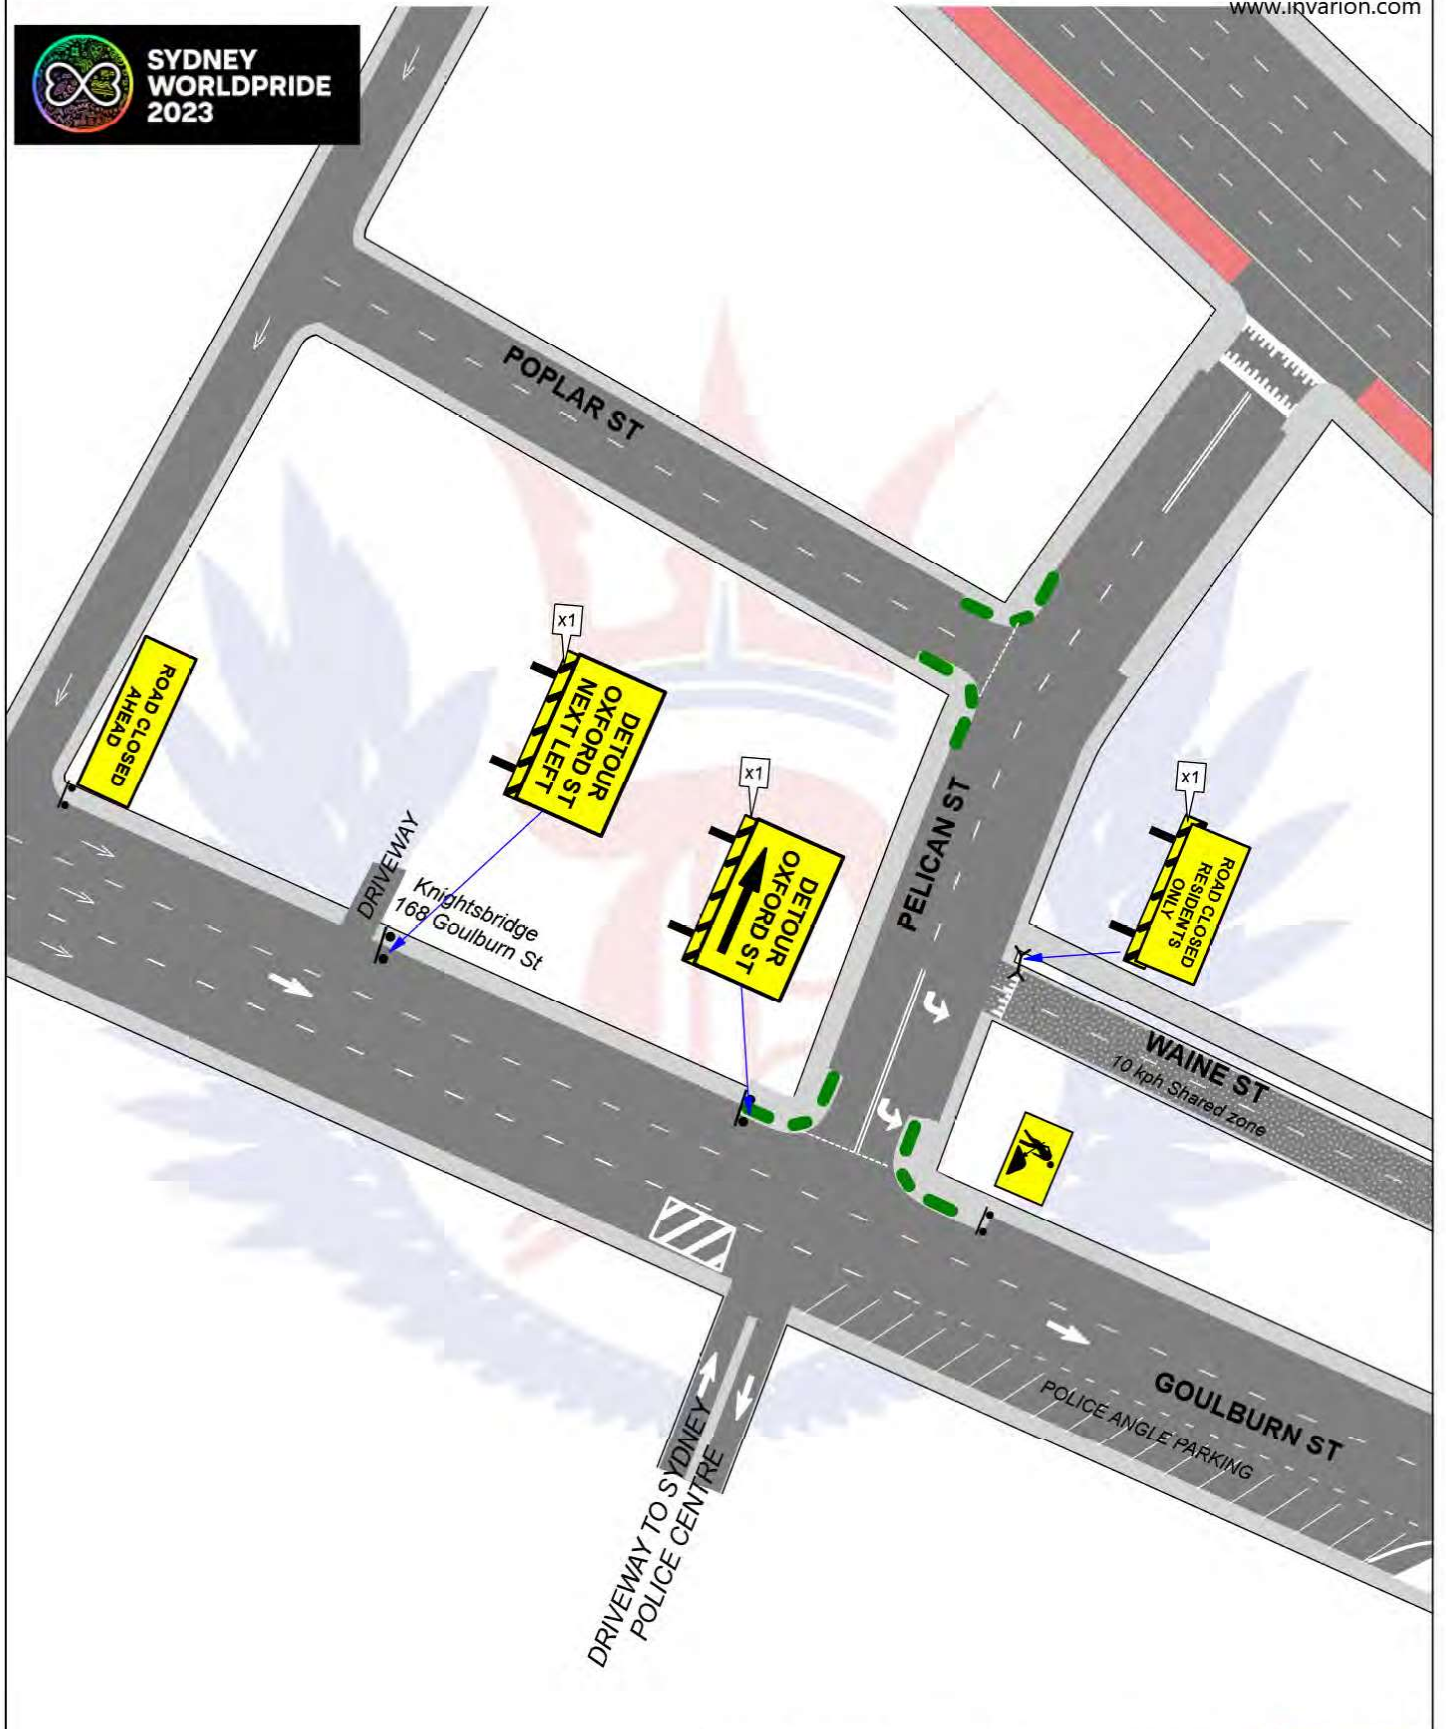 www.invarion.com
SYDNEY
WORLDPRIDE
2023
POPLAR ST
x1
ROAD CLOSED
AHEAD
DETOUR
OXFORD ST
NEXT LEFT
x1
DETOUR
OXFORD ST
PELICAN ST
x1
ROAD CLOSED
RESIDENTS
ONLY
DRIVEWAY
Knightsbridge
168 Goulburn St
WAINE ST
10 kph Shared zone
GOULBURN ST
POLICE ANGLE PARKING
DRIVEWAY TO SYDNEY
POLICE CENTRE